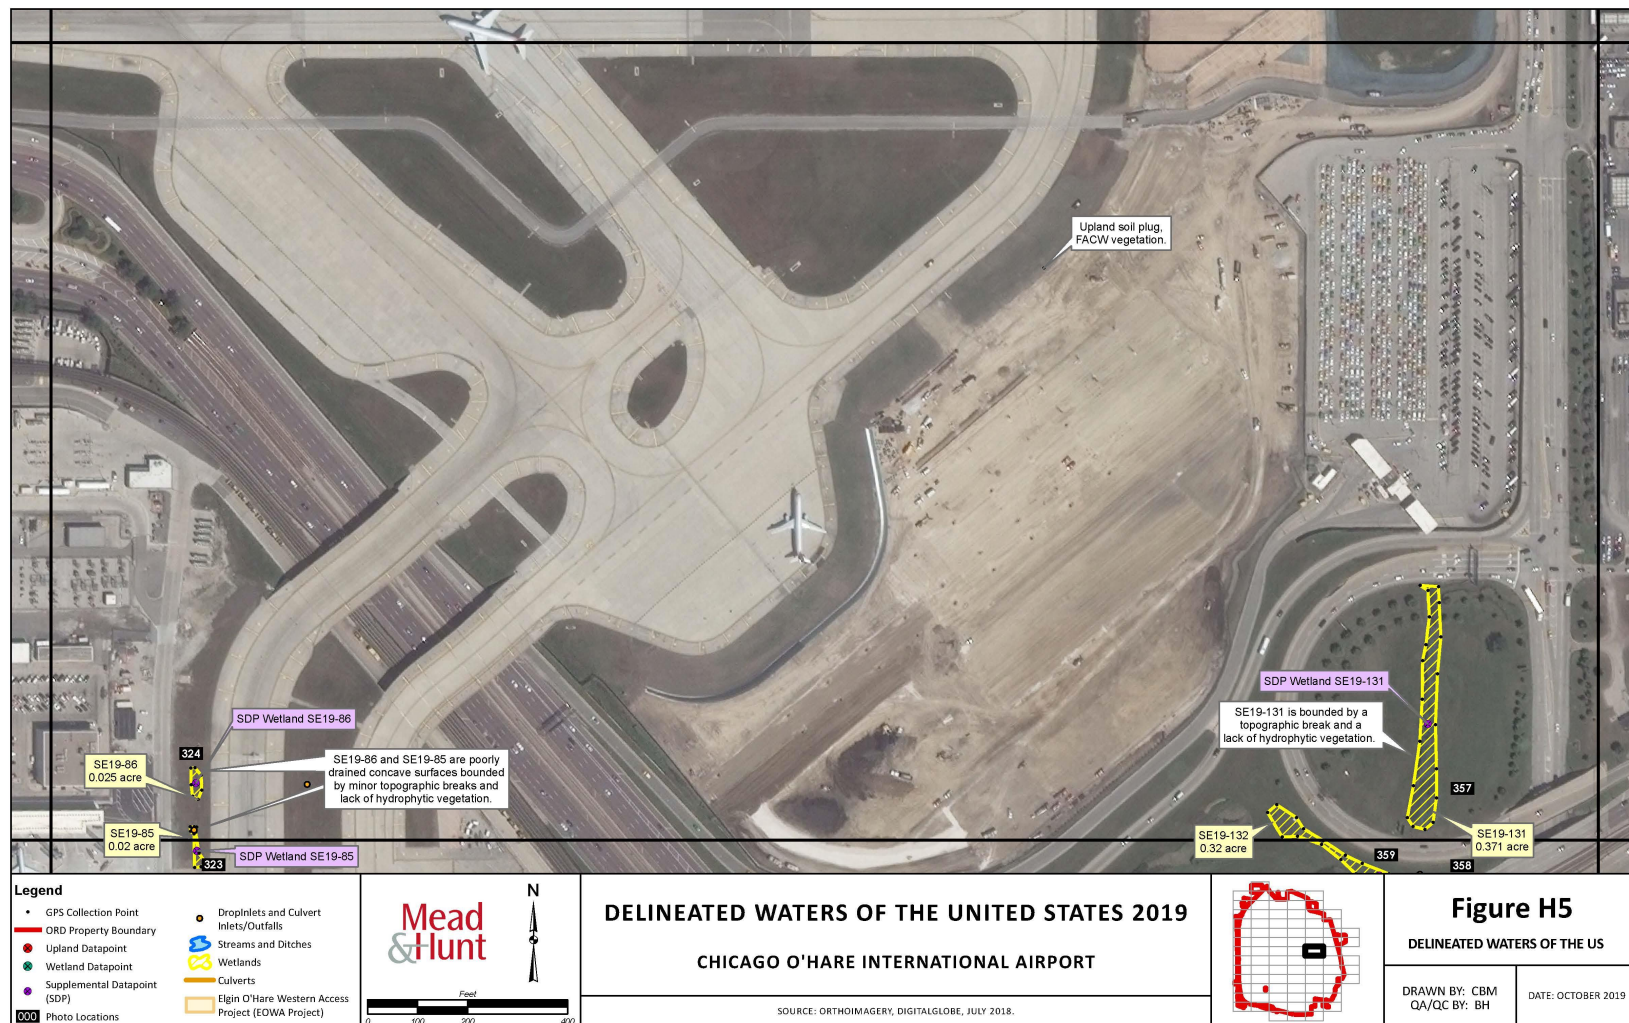 Upland soil plug,
FACW vegetation.
SDP Wetland SE19-131
SE19-131 is bounded by a
topographic break and a
lack of hydrophytic vegetation.
SDP Wetland SE19-86
324
SE19-86
0.025 acre
SE19-86 and SE19-85 are poorly
drained concave surfaces bounded
by minor topographic breaks and
lack of hydrophytic vegetation.
357
SE19-85
0.02 acre
SDP Wetland SE19-85
323
SE19-132
0.32 acre
SE19-131
0.371 acre
359
358
Legend
GPS Collection Point
ORD Property Boundary
Upland Datapoint
Wetland Datapoint
Supplemental Datapoint
(SDP)
000 Photo Locations
DropInlets and Culvert
Inlets/Outfalls
Streams and Ditches
Wetlands
Culverts
Elgin O'Hare Western Access
Project (EOWA Project)
Mead
&Hunt
N
Feet
0 100 200 400
DELINEATED WATERS OF THE UNITED STATES 2019
CHICAGO O'HARE INTERNATIONAL AIRPORT
SOURCE: ORTHOIMAGERY, DIGITALGLOBE, JULY 2018.
Figure H5
DELINEATED WATERS OF THE US
DRAWN BY: CBM
QA/QC BY: BH
DATE: OCTOBER 2019